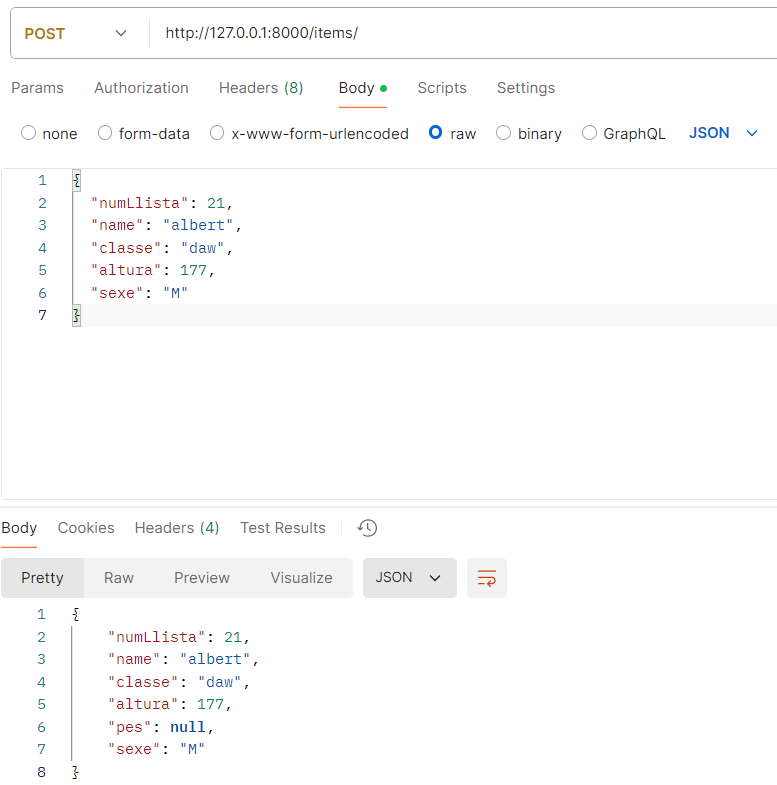 POST http://127.0.0.1:8000/items/
Params Authorization Headers (8) Body Scripts Settings
none form-data x-www-form-urlencoded raw binary GraphQL JSON
1 {
2 "numLlista": 21,
3 "name": "albert",
4 "classe": "daw",
5 "altura": 177,
6 "sexe": "M"
7 }
Body Cookies Headers (4) Test Results
Pretty Raw Preview Visualize JSON
1 {
2 "numLlista": 21,
3 "name": "albert",
4 "classe": "daw",
5 "altura": 177,
6 "pes": null,
7 "sexe": "M"
8 }